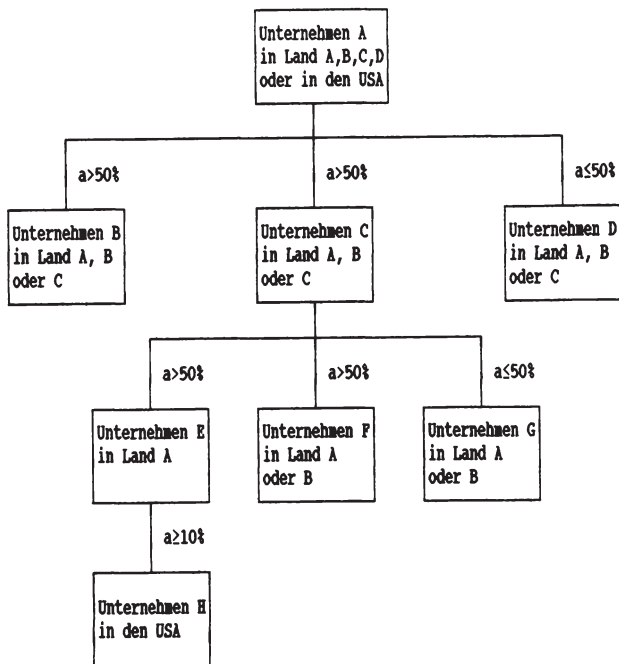 Unternehmen A
in Land A,B,C,D
oder in den USA
a>50%
a>50%
a≤50%
Unternehmen B
in Land A, B
oder C
Unternehmen C
in Land A, B
oder C
Unternehmen D
in Land A, B
oder C
a>50%
a>50%
a≤50%
Unternehmen E
in Land A
Unternehmen F
in Land A
oder B
Unternehmen G
in Land A
oder B
a≥10%
Unternehmen H
in den USA